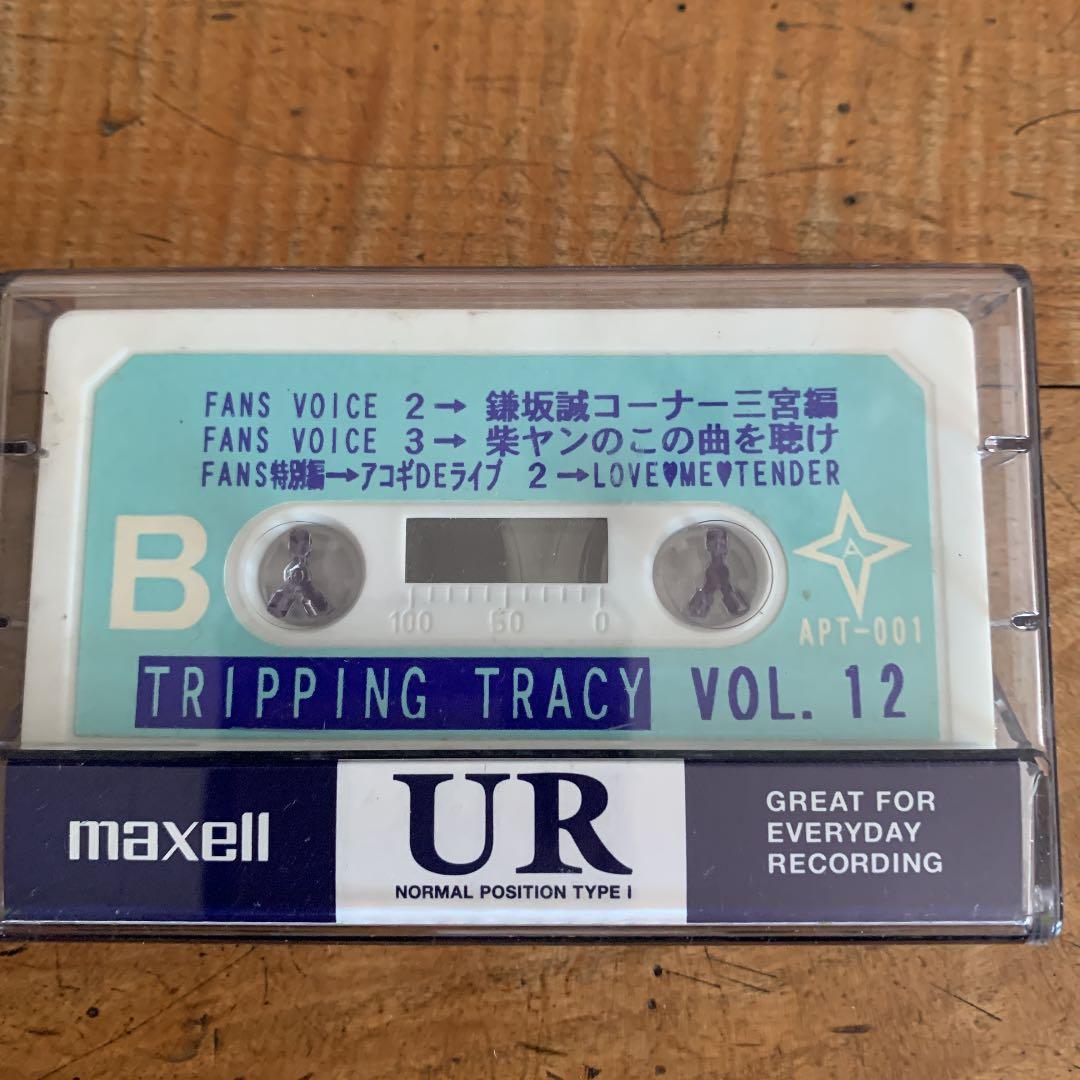 FANS VOICE 2→ 鎌坂誠コーナー三宮編
FANS VOICE 3→ 柴ヤンのこの曲を聴け
FANS特別編→アコギDEライブ 2→LOVE♥ME♥TENDER
B
A
100 50 0
APT-001
TRIPPING TRACY VOL. 12
maxell
UR
NORMAL POSITION TYPE I
GREAT FOR
EVERYDAY
RECORDING